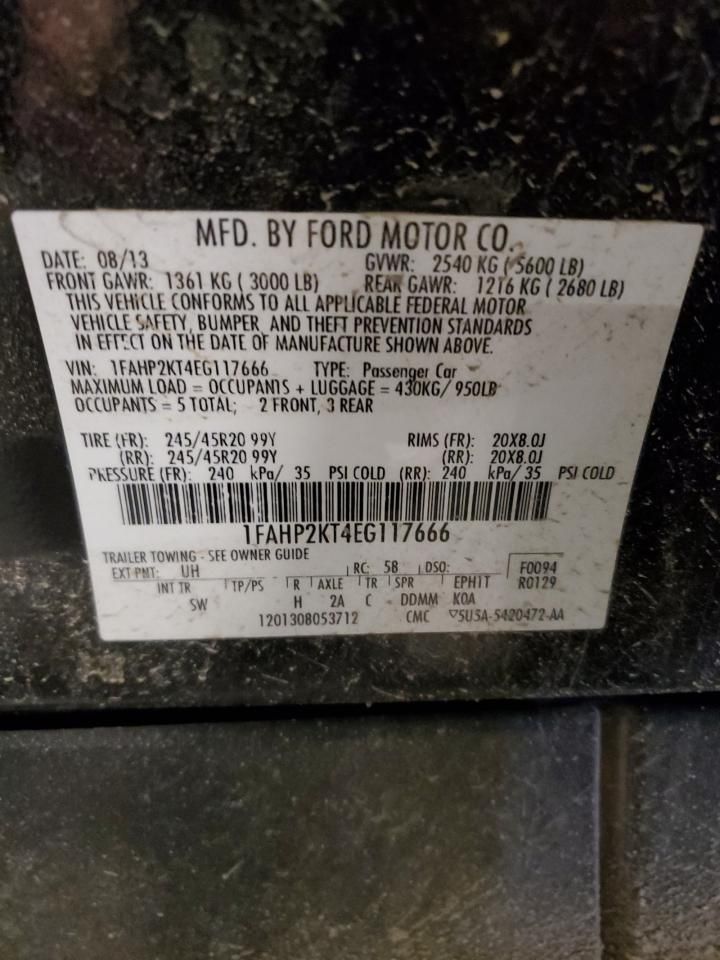 MFD. BY FORD MOTOR CO.
DATE: 08/13 GVWR: 2540 KG ( 5600 LB)
FRONT GAWR: 1361 KG ( 3000 LB) REAR GAWR: 1216 KG ( 2680 LB)
THIS VEHICLE CONFORMS TO ALL APPLICABLE FEDERAL MOTOR
VEHICLE SAFETY, BUMPER, AND THEFT PREVENTION STANDARDS
IN EFFECT ON THE DATE OF MANUFACTURE SHOWN ABOVE.
VIN: 1FAHP2KT4EG117666 TYPE: Passenger Car
MAXIMUM LOAD = OCCUPANTS + LUGGAGE = 430KG/ 950LB
OCCUPANTS = 5 TOTAL; 2 FRONT, 3 REAR
TIRE (FR): 245/45R20 99Y RIMS (FR): 20X8.0J
(RR): 245/45R20 99Y (RR): 20X8.0J
PRESSURE (FR): 240 kPa/ 35 PSI COLD (RR): 240 kPa/ 35 PSI COLD
1FAHP2KT4EG117666
TRAILER TOWING - SEE OWNER GUIDE
EXT PNT: UH RC: 58 DSO: F0094
INT TR TP/PS R AXLE TR SPR EPHIT R0129
SW H 2A C DDMM KOA
1201308053712 CMC ▽5U5A-5420472-AA